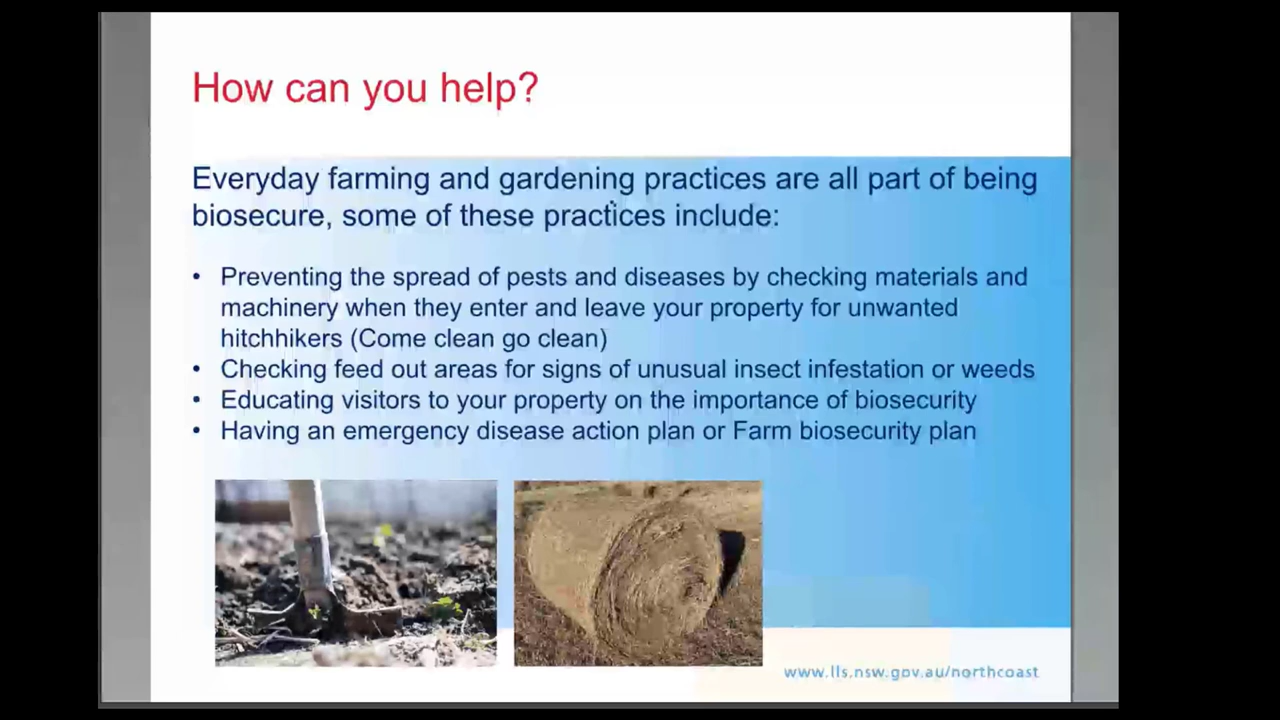 How can you help?
Everyday farming and gardening practices are all part of being
biosecure, some of these practices include:
• Preventing the spread of pests and diseases by checking materials and
machinery when they enter and leave your property for unwanted
hitchhikers (Come clean go clean)
• Checking feed out areas for signs of unusual insect infestation or weeds
• Educating visitors to your property on the importance of biosecurity
• Having an emergency disease action plan or Farm biosecurity plan
www.lls.nsw.gov.au/northcoast